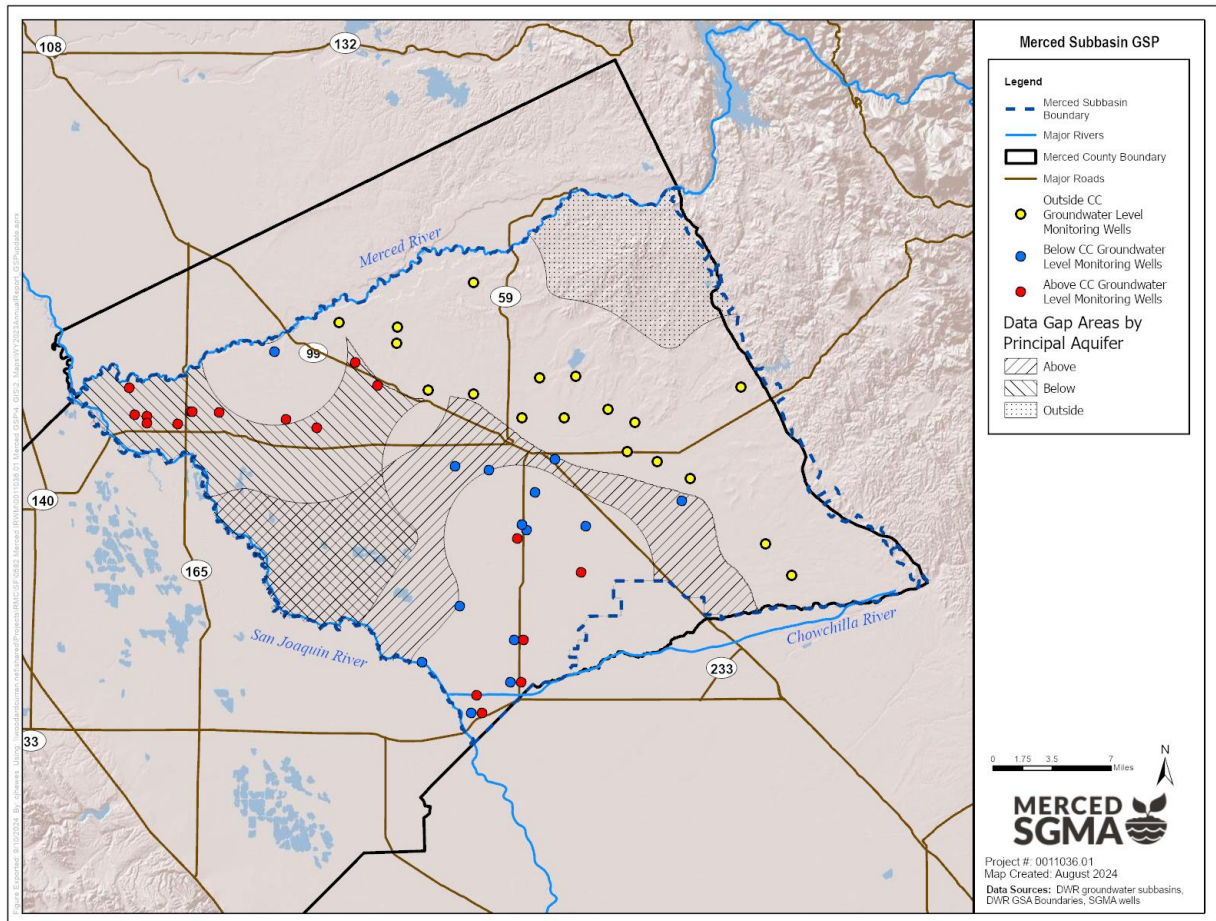 108
132
59
99
140
165
33
233
Merced River
San Joaquin River
Chowchilla River
Merced Subbasin GSP
Legend
Merced Subbasin
Boundary
Major Rivers
Merced County Boundary
Major Roads
Outside CC
Groundwater Level
Monitoring Wells
Below CC Groundwater
Level Monitoring Wells
Above CC Groundwater
Level Monitoring Wells
Data Gap Areas by
Principal Aquifer
Above
Below
Outside
N
0 1.75 3.5 7
Miles
MERCED
SGMA
Project #: 0011036.01
Map Created: August 2024
Data Sources: DWR groundwater subbasins,
DWR GSA Boundaries, SGMA wells